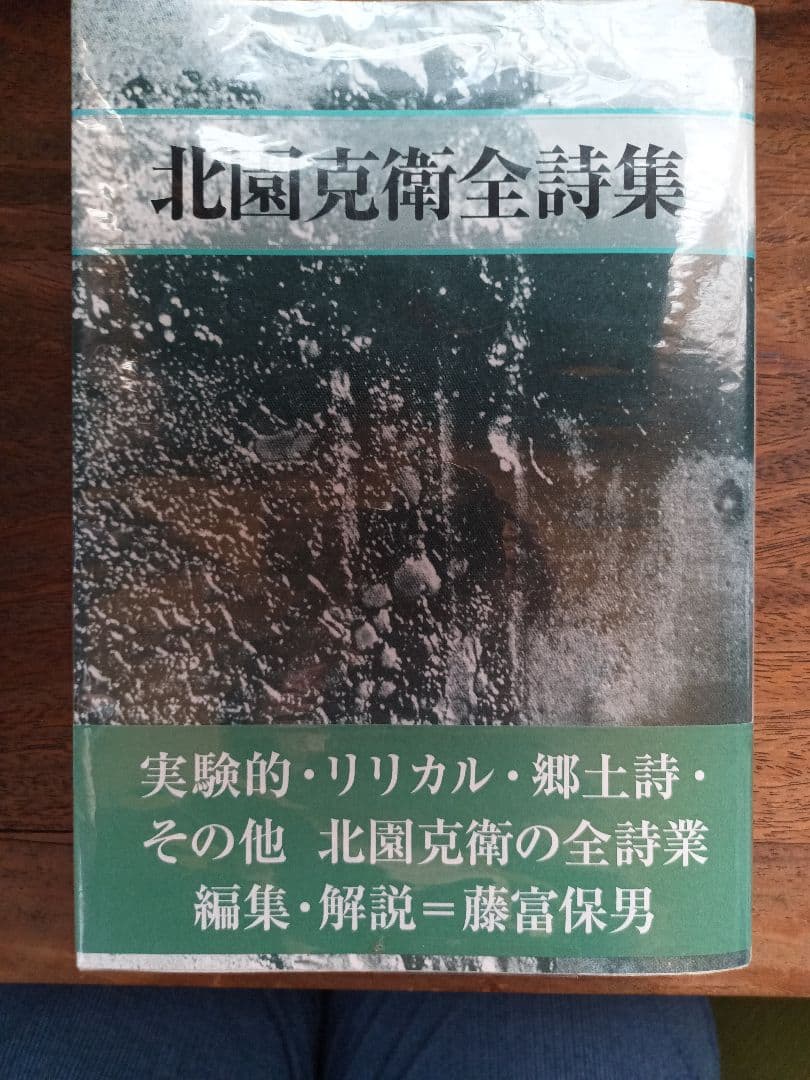 北園克衛全詩集
実験的・リリカル・郷土詩・
その他 北園克衛の全詩業
編集・解説＝藤富保男